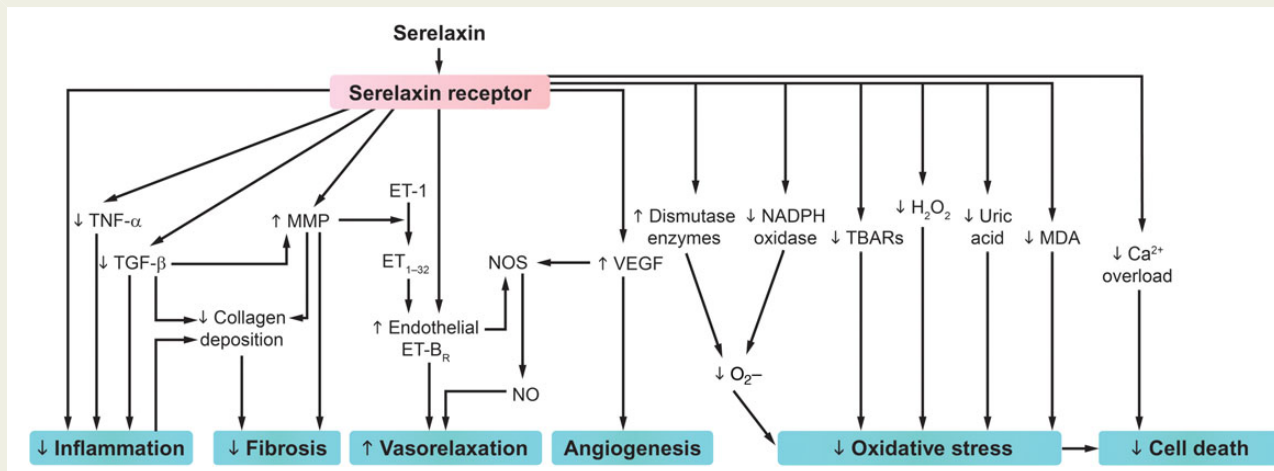 Serelaxin
Serelaxin receptor
ET-1
↓ TNF-α
↑ MMP
↑ Dismutase
enzymes
↓ NADPH
oxidase
↓ TBARs
↓ H₂O₂
↓ Uric
acid
↓ MDA
↓ Ca²⁺
overload
↓ TGF-β
ET₁₋₃₂
NOS
↑ VEGF
↓ Collagen
deposition
↑ Endothelial
ET-B_R
NO
↓ O₂–
↓ Inflammation
↓ Fibrosis
↑ Vasorelaxation
Angiogenesis
↓ Oxidative stress
↓ Cell death